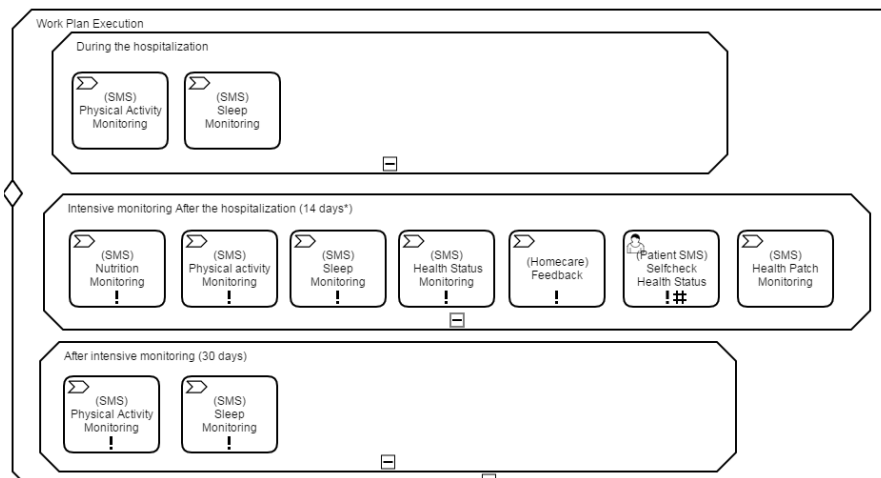 Work Plan Execution
During the hospitalization
(SMS)
Physical Activity
Monitoring
(SMS)
Sleep
Monitoring
Intensive monitoring After the hospitalization (14 days*)
(SMS)
Nutrition
Monitoring
!
(SMS)
Physical activity
Monitoring
!
(SMS)
Sleep
Monitoring
!
(SMS)
Health Status
Monitoring
!
(Homecare)
Feedback
!
(Patient SMS)
Selfcheck
Health Status
!#
(SMS)
Health Patch
Monitoring
After intensive monitoring (30 days)
(SMS)
Physical Activity
Monitoring
!
(SMS)
Sleep
Monitoring
!